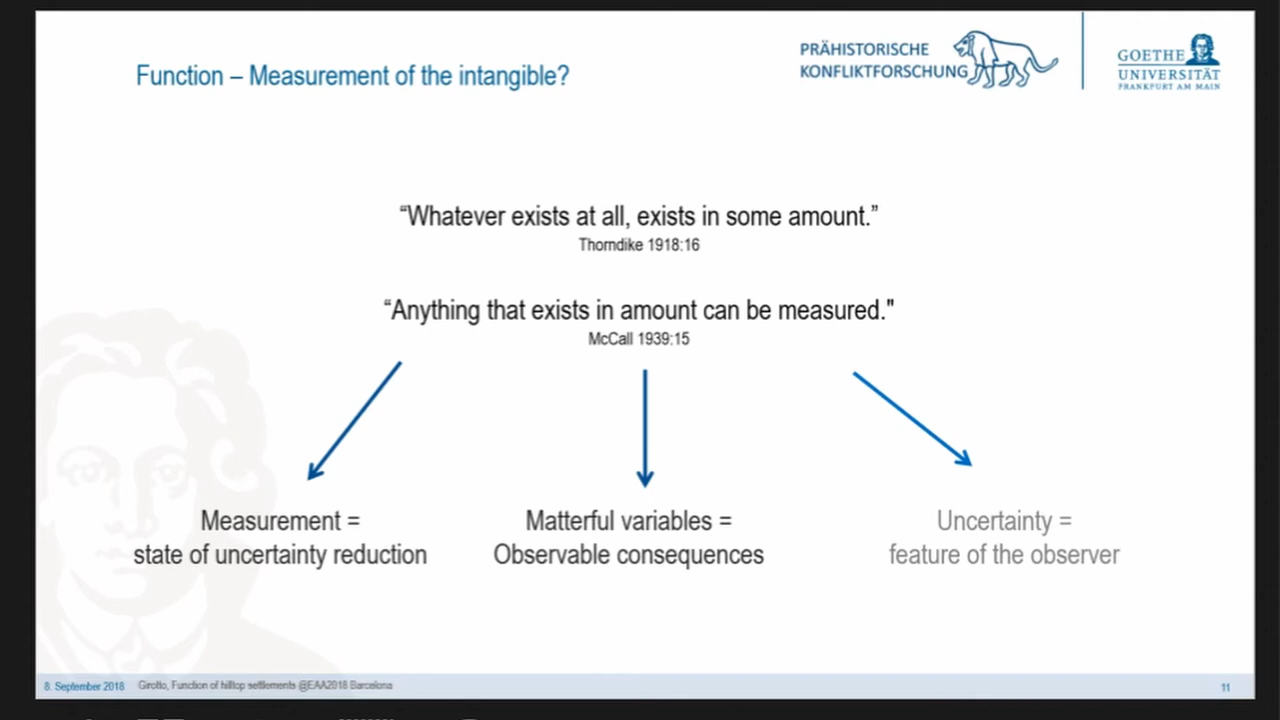 Function – Measurement of the intangible?
PRÄHISTORISCHE
KONFLIKTFORSCHUNG
GOETHE
UNIVERSITÄT
FRANKFURT AM MAIN
“Whatever exists at all, exists in some amount.”
Thorndike 1918:16
“Anything that exists in amount can be measured."
McCall 1939:15
Measurement =
state of uncertainty reduction
Matterful variables =
Observable consequences
Uncertainty =
feature of the observer
8. September 2018
Girotto, Function of hilltop settlements @EAA2018 Barcelona
11